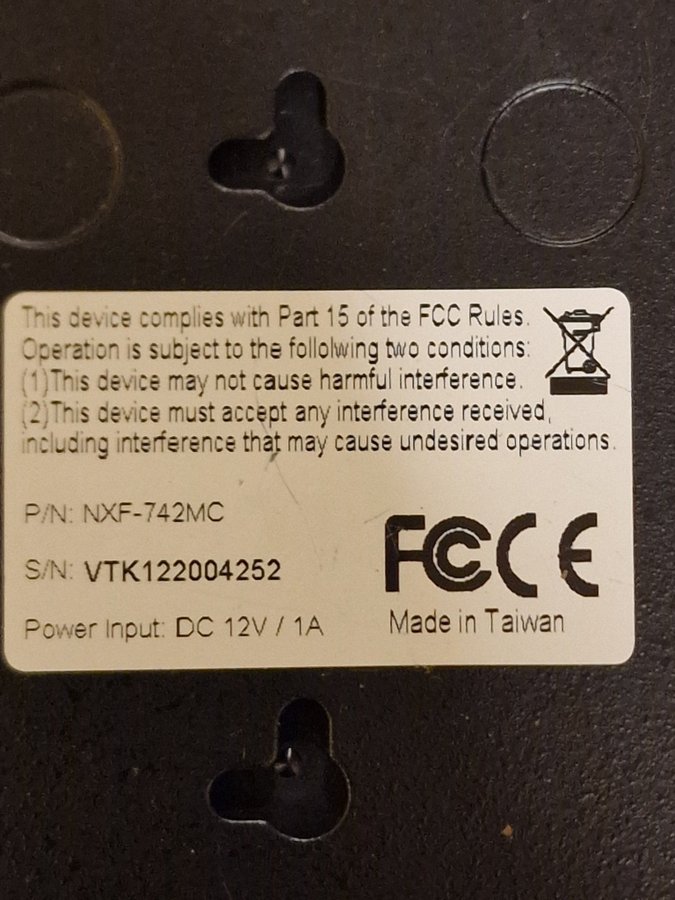 This device complies with Part 15 of the FCC Rules.
Operation is subject to the follolwing two conditions:
(1)This device may not cause harmful interference.
(2)This device must accept any interference received,
including interference that may cause undesired operations.
P/N: NXF-742MC
S/N: VTK122004252
Power Input: DC 12V / 1A
FCC CE
Made in Taiwan